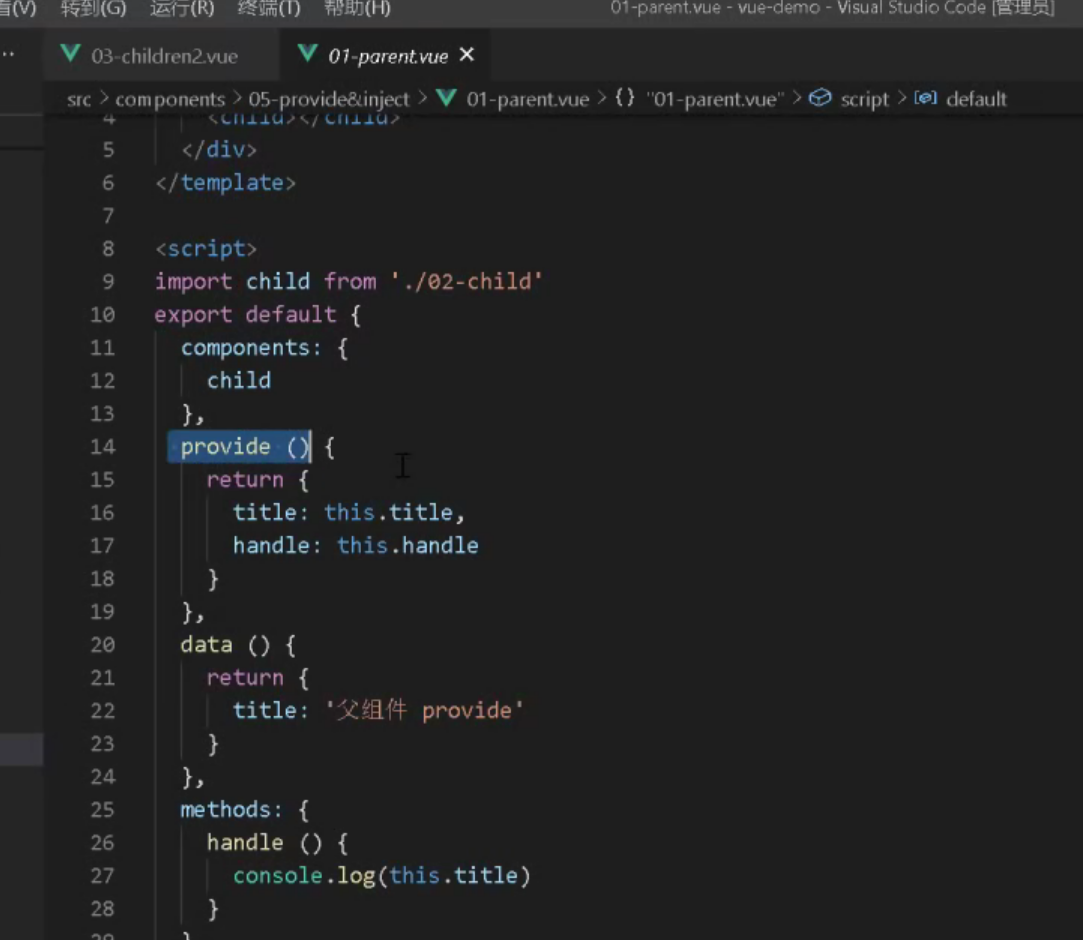 看(V) 转到(G) 运行(R) 终端(T) 帮助(H) 01-parent.vue - vue-demo - Visual Studio Code [管理员]
03-children2.vue 01-parent.vue ×
src > components > 05-provide&inject > 01-parent.vue > {} "01-parent.vue" > script > default
4 <child></child>
5 </div>
6 </template>
7
8 <script>
9 import child from './02-child'
10 export default {
11 components: {
12 child
13 },
14 provide () {
15 return {
16 title: this.title,
17 handle: this.handle
18 }
19 },
20 data () {
21 return {
22 title: '父组件 provide'
23 }
24 },
25 methods: {
26 handle () {
27 console.log(this.title)
28 }
29 }